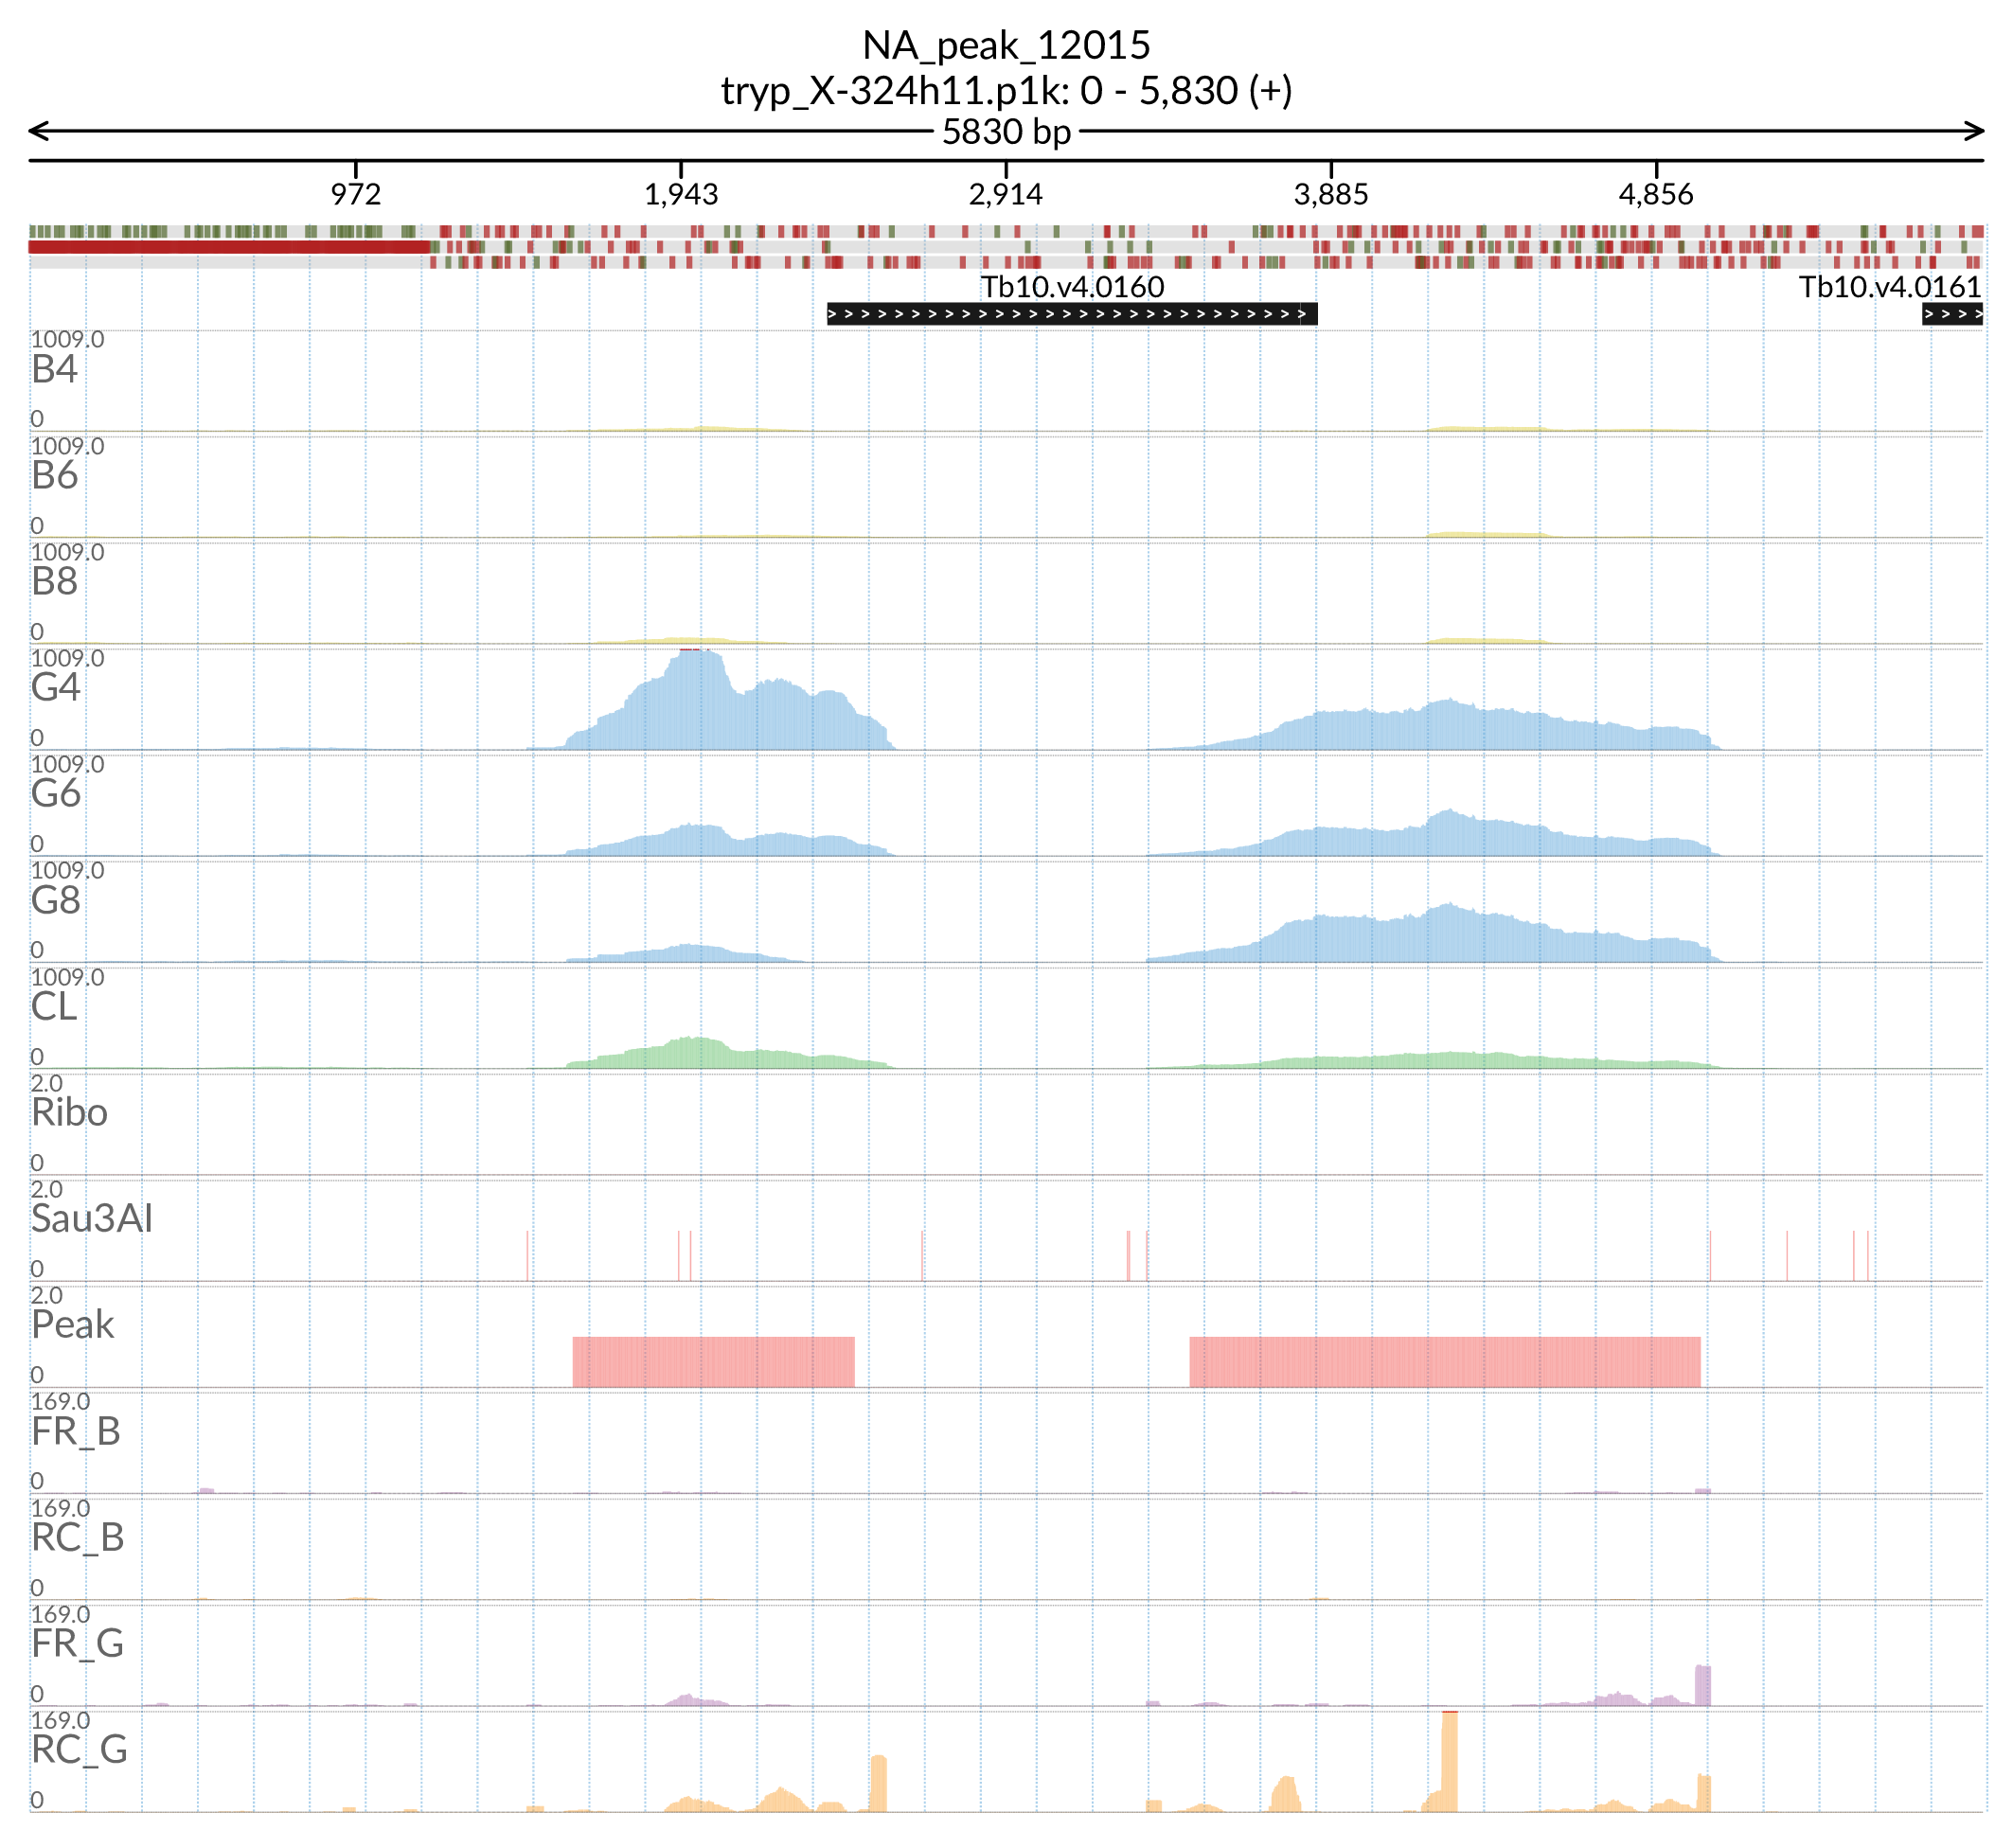 NA_peak_12015
tryp_X-324h11.p1k: 0 - 5,830 (+)
5830 bp
972 1,943 2,914 3,885 4,856
Tb10.v4.0160 Tb10.v4.0161
1009.0
B4
0
1009.0
B6
0
1009.0
B8
0
1009.0
G4
0
1009.0
G6
0
1009.0
G8
0
1009.0
CL
0
2.0
Ribo
0
2.0
Sau3AI
0
2.0
Peak
0
169.0
FR_B
0
169.0
RC_B
0
169.0
FR_G
0
169.0
RC_G
0